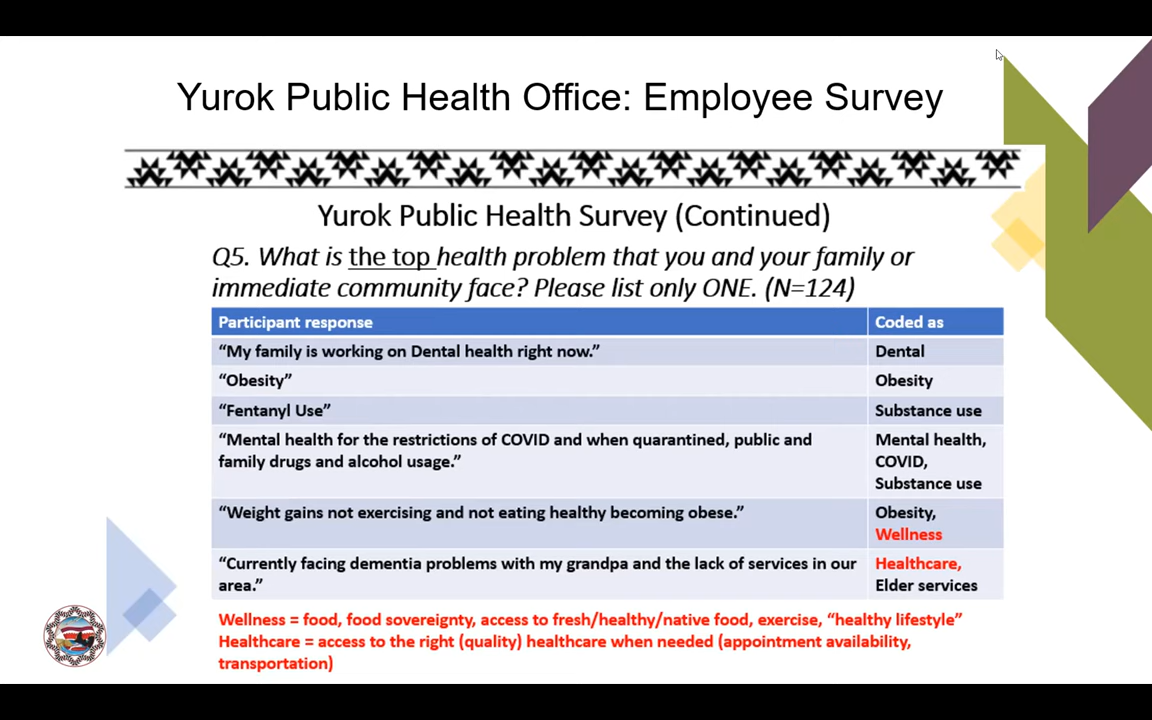 Yurok Public Health Office: Employee Survey
Yurok Public Health Survey (Continued)
Q5. What is the top health problem that you and your family or
immediate community face? Please list only ONE. (N=124)
Participant response Coded as
“My family is working on Dental health right now.” Dental
“Obesity” Obesity
“Fentanyl Use” Substance use
“Mental health for the restrictions of COVID and when quarantined, public and
family drugs and alcohol usage.”
Mental health,
COVID,
Substance use
“Weight gains not exercising and not eating healthy becoming obese.”
Obesity,
Wellness
“Currently facing dementia problems with my grandpa and the lack of services in our
area.”
Healthcare,
Elder services
Wellness = food, food sovereignty, access to fresh/healthy/native food, exercise, “healthy lifestyle”
Healthcare = access to the right (quality) healthcare when needed (appointment availability,
transportation)